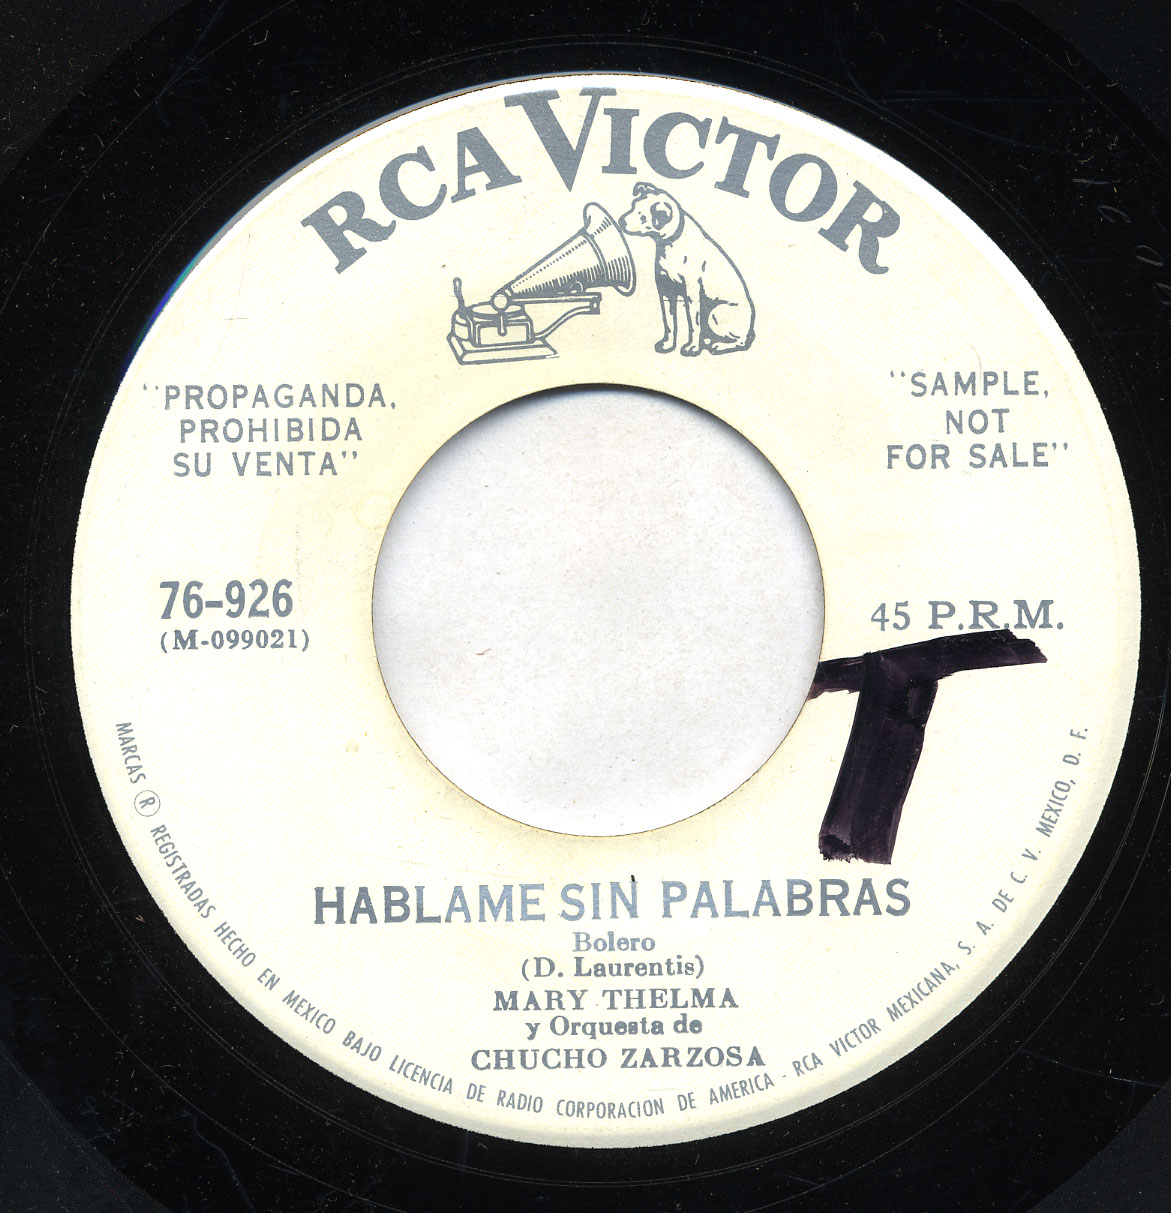 RCA VICTOR
"PROPAGANDA,
PROHIBIDA
SU VENTA"
"SAMPLE,
NOT
FOR SALE"
76-926
(M-099021)
45 P.R.M.
T
HABLAME SIN PALABRAS
Bolero
(D. Laurentis)
MARY THELMA
y Orquesta de
CHUCHO ZARZOSA
MARCAS ® REGISTRADAS HECHO EN MEXICO BAJO LICENCIA DE RADIO CORPORACION DE AMERICA - RCA VICTOR MEXICANA, S. A. DE C. V. MEXICO, D. F.